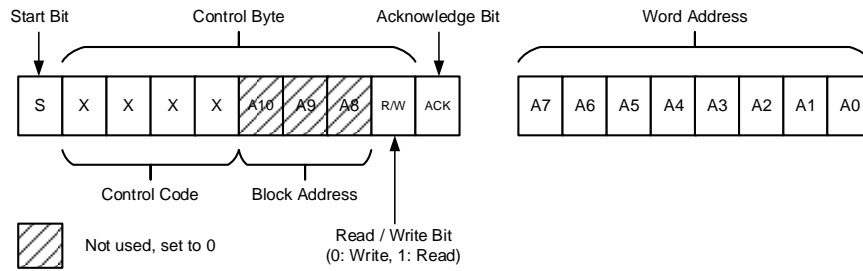 Start Bit Control Byte Acknowledge Bit Word Address
S X X X X A10 A9 A8 R/W ACK A7 A6 A5 A4 A3 A2 A1 A0
Control Code Block Address
Not used, set to 0
Read / Write Bit
(0: Write, 1: Read)